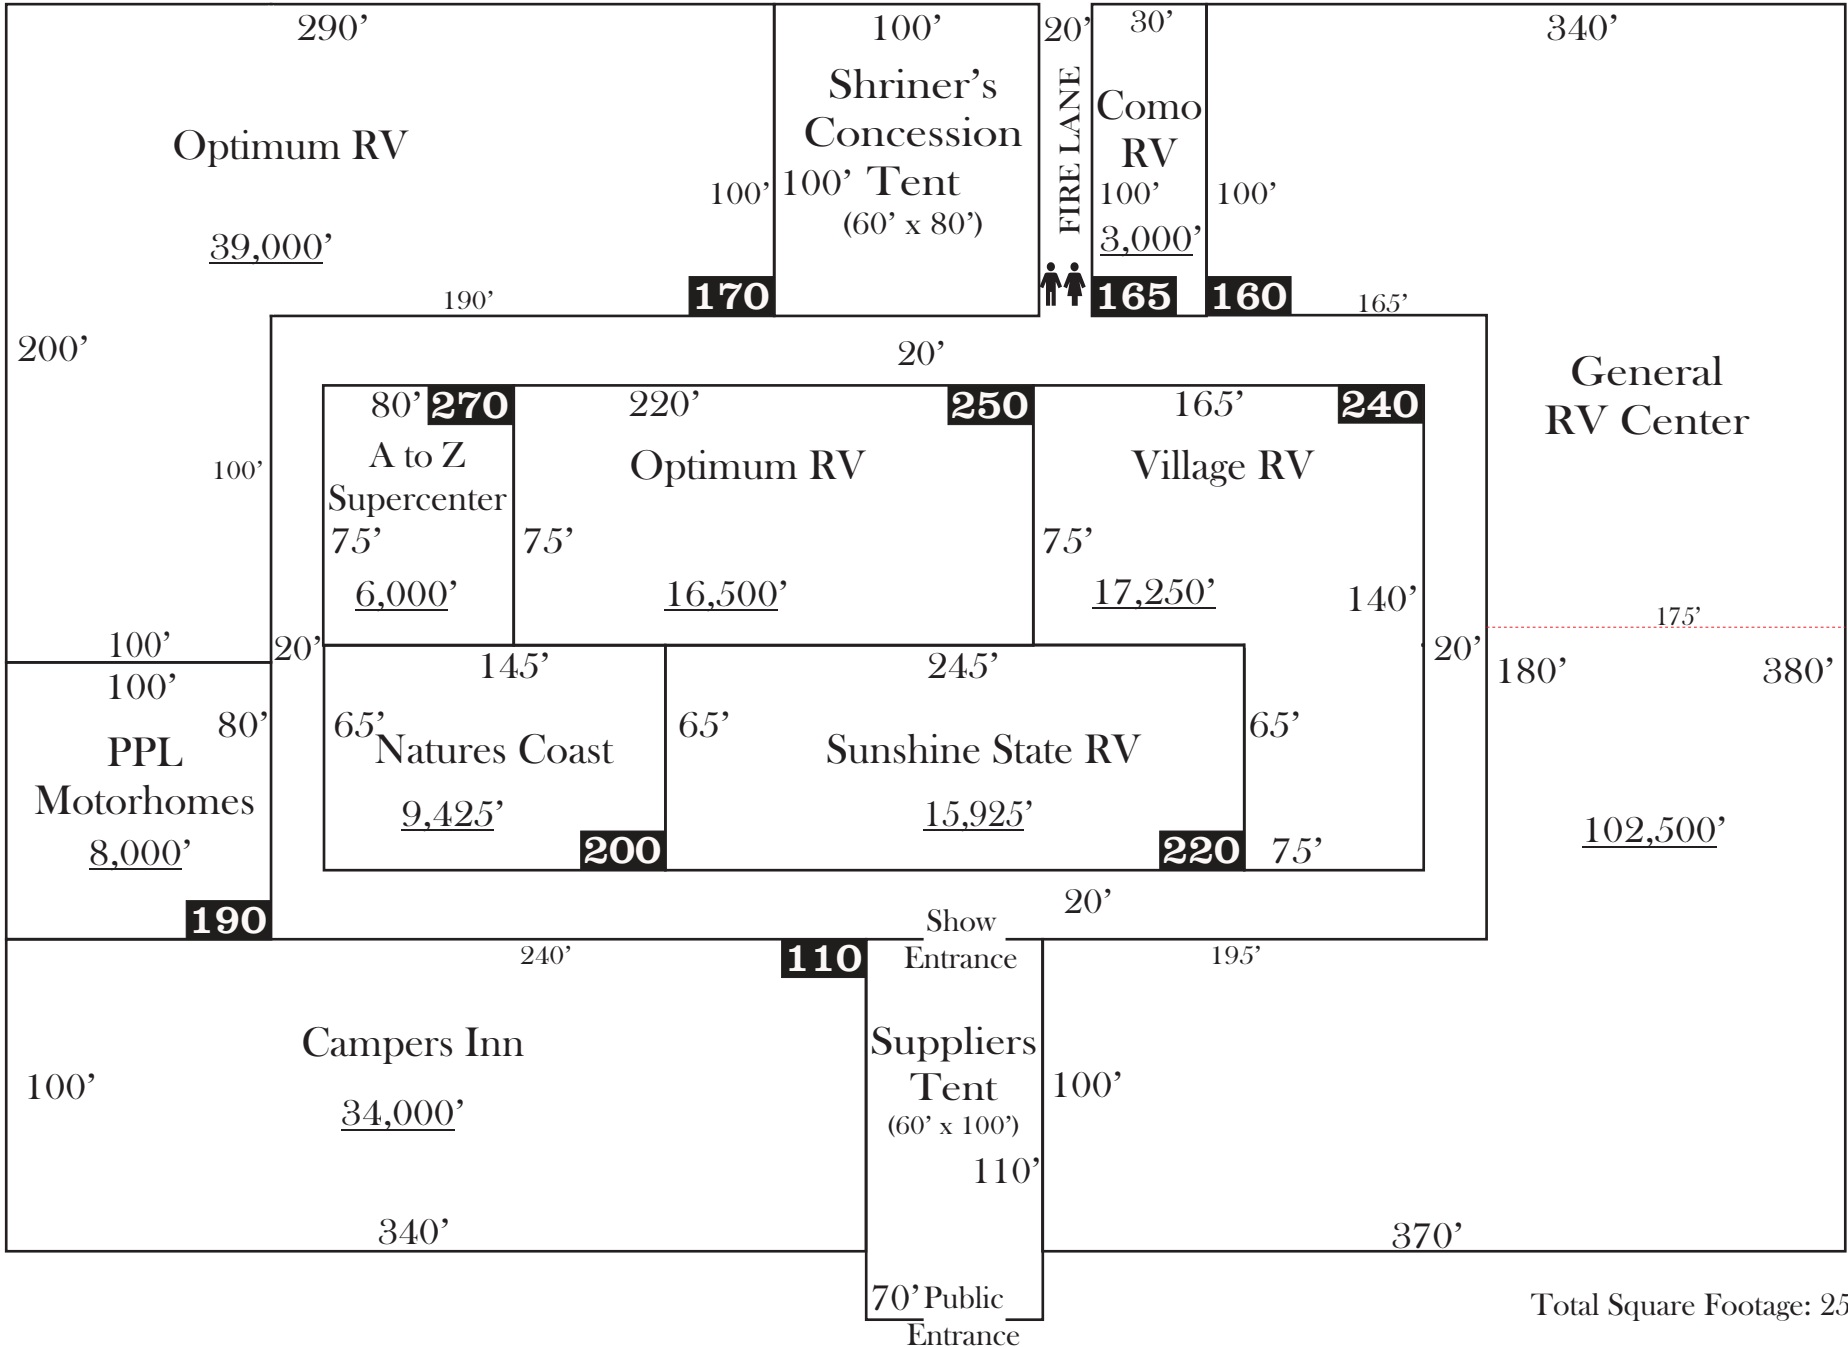 290’
100’
20’
30’
340’
Optimum RV
39,000’
100’
190’
170
200’
100’
100’
Shriner’s
Concession
100’ Tent
(60’ x 80’)
FIRE LANE
Como
RV
100’
3,000’
165
100’
160
165’
General
RV Center
175’
180’
380’
102,500’
20’
80’
270
A to Z
Supercenter
75’
6,000’
220’
250
Optimum RV
75’
16,500’
165’
240
Village RV
75’
17,250’
140’
20’
20’
145’
65’
Natures Coast
9,425’
200
245’
65’
Sunshine State RV
15,925’
220
65’
75’
100’
80’
PPL
Motorhomes
8,000’
190
20’
Show
Entrance
240’
110
Campers Inn
100’
34,000’
340’
Suppliers
Tent
(60’ x 100’)
110’
70’
Public
Entrance
195’
100’
370’
Total Square Footage: 25